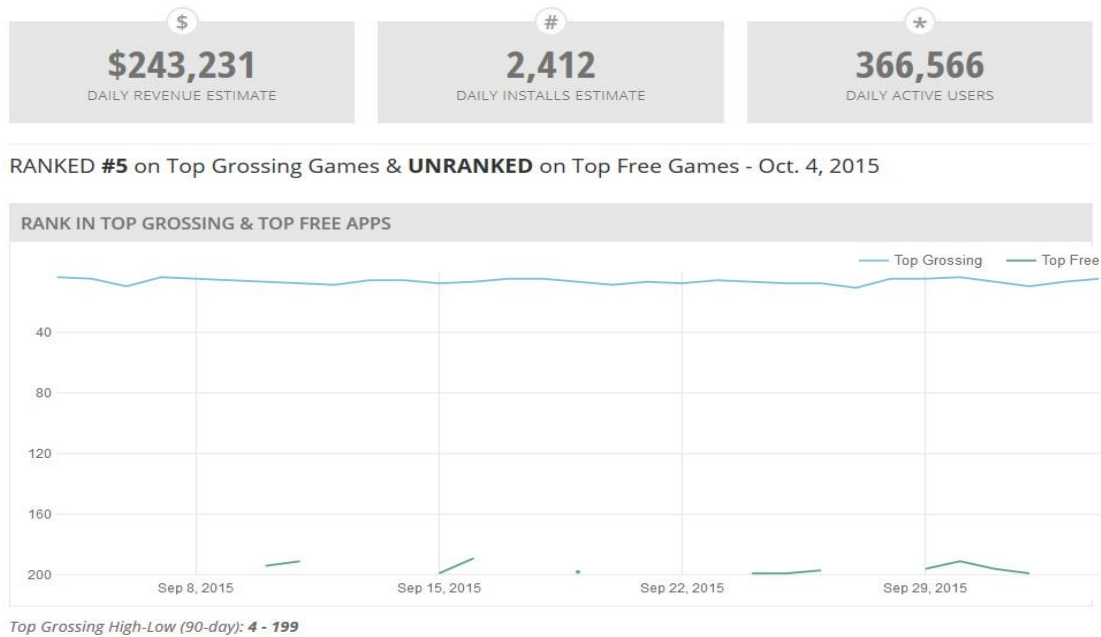 $ # *
$243,231 2,412 366,566
DAILY REVENUE ESTIMATE DAILY INSTALLS ESTIMATE DAILY ACTIVE USERS
RANKED #5 on Top Grossing Games & UNRANKED on Top Free Games - Oct. 4, 2015
RANK IN TOP GROSSING & TOP FREE APPS
Top Grossing Top Free
40
80
120
160
200
Sep 8, 2015 Sep 15, 2015 Sep 22, 2015 Sep 29, 2015
Top Grossing High-Low (90-day): 4 - 199